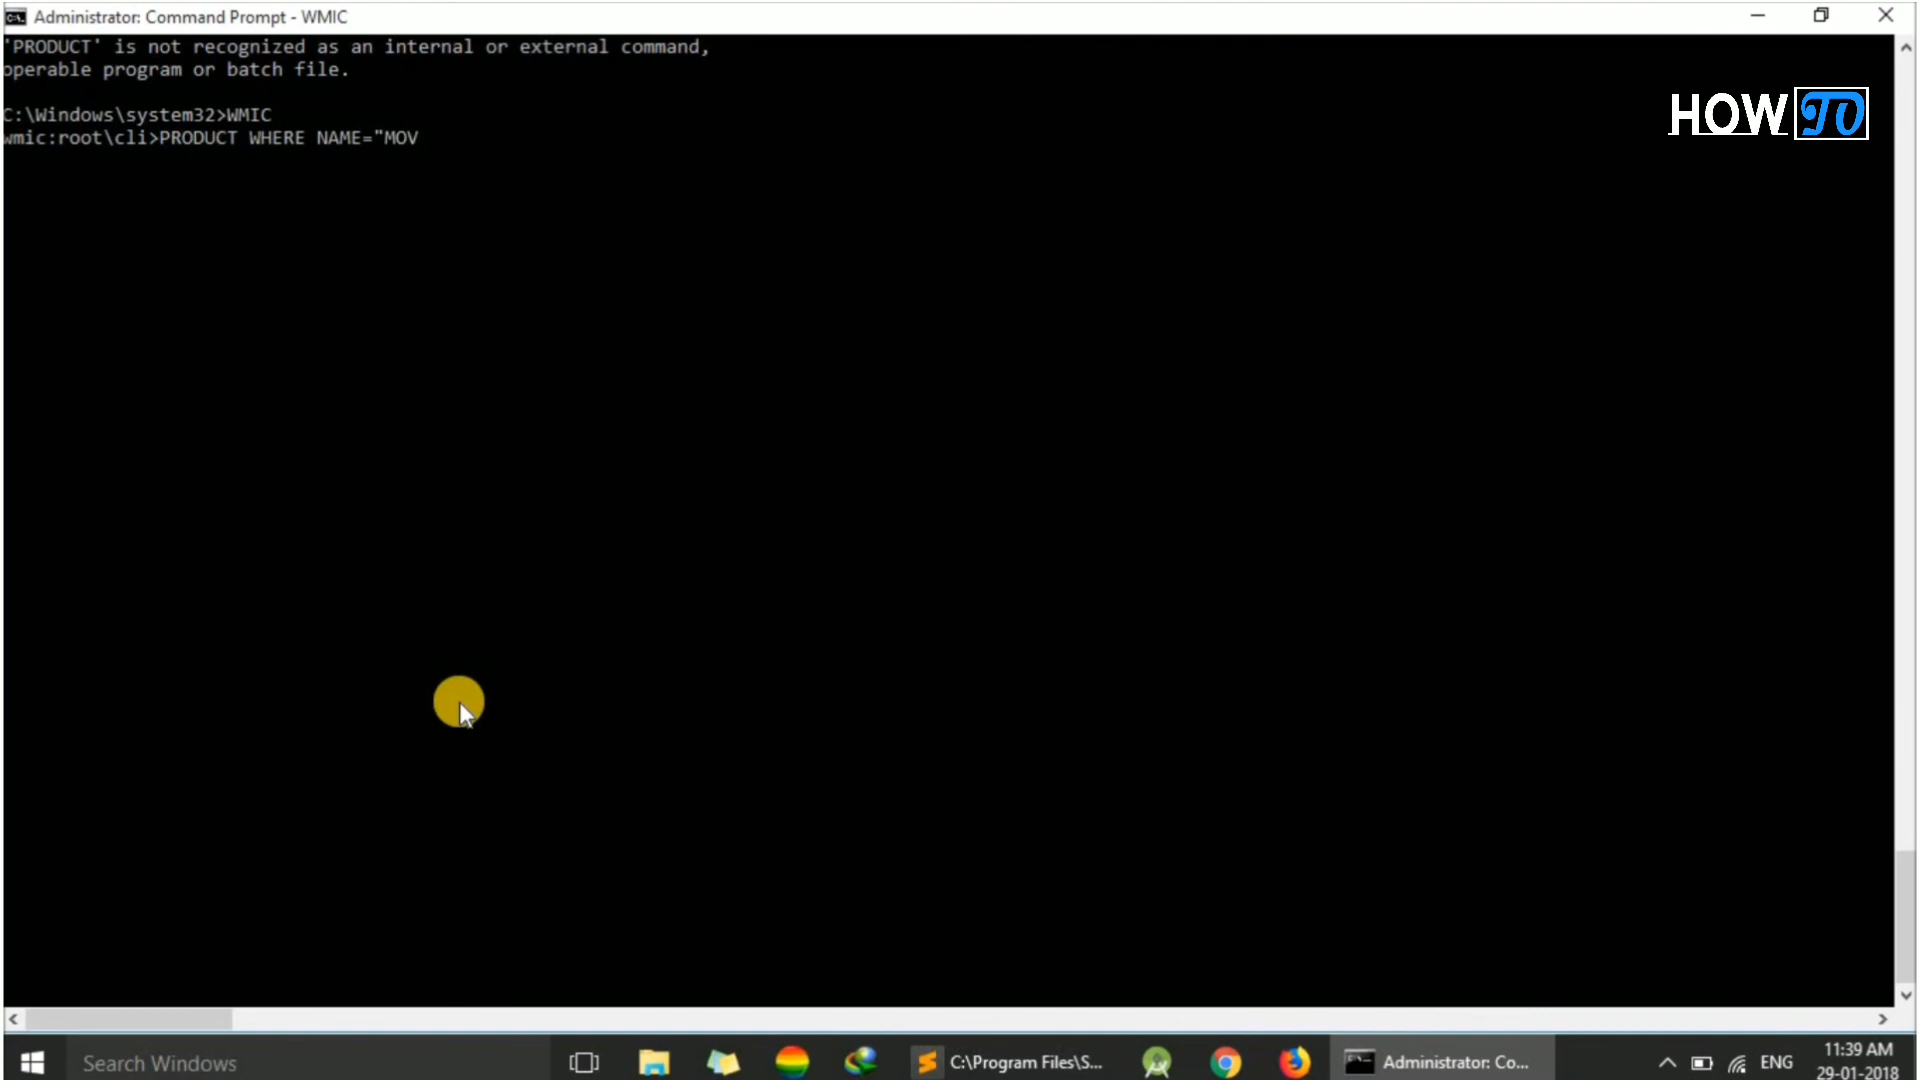 Administrator: Command Prompt - WMIC
'PRODUCT' is not recognized as an internal or external command,
operable program or batch file.
C:\Windows\system32>WMIC
wmic:root\cli>PRODUCT WHERE NAME="MOV
HOW TO
Search Windows
C:\Program Files\S...
Administrator: Co...
ENG
11:39 AM
29-01-2018